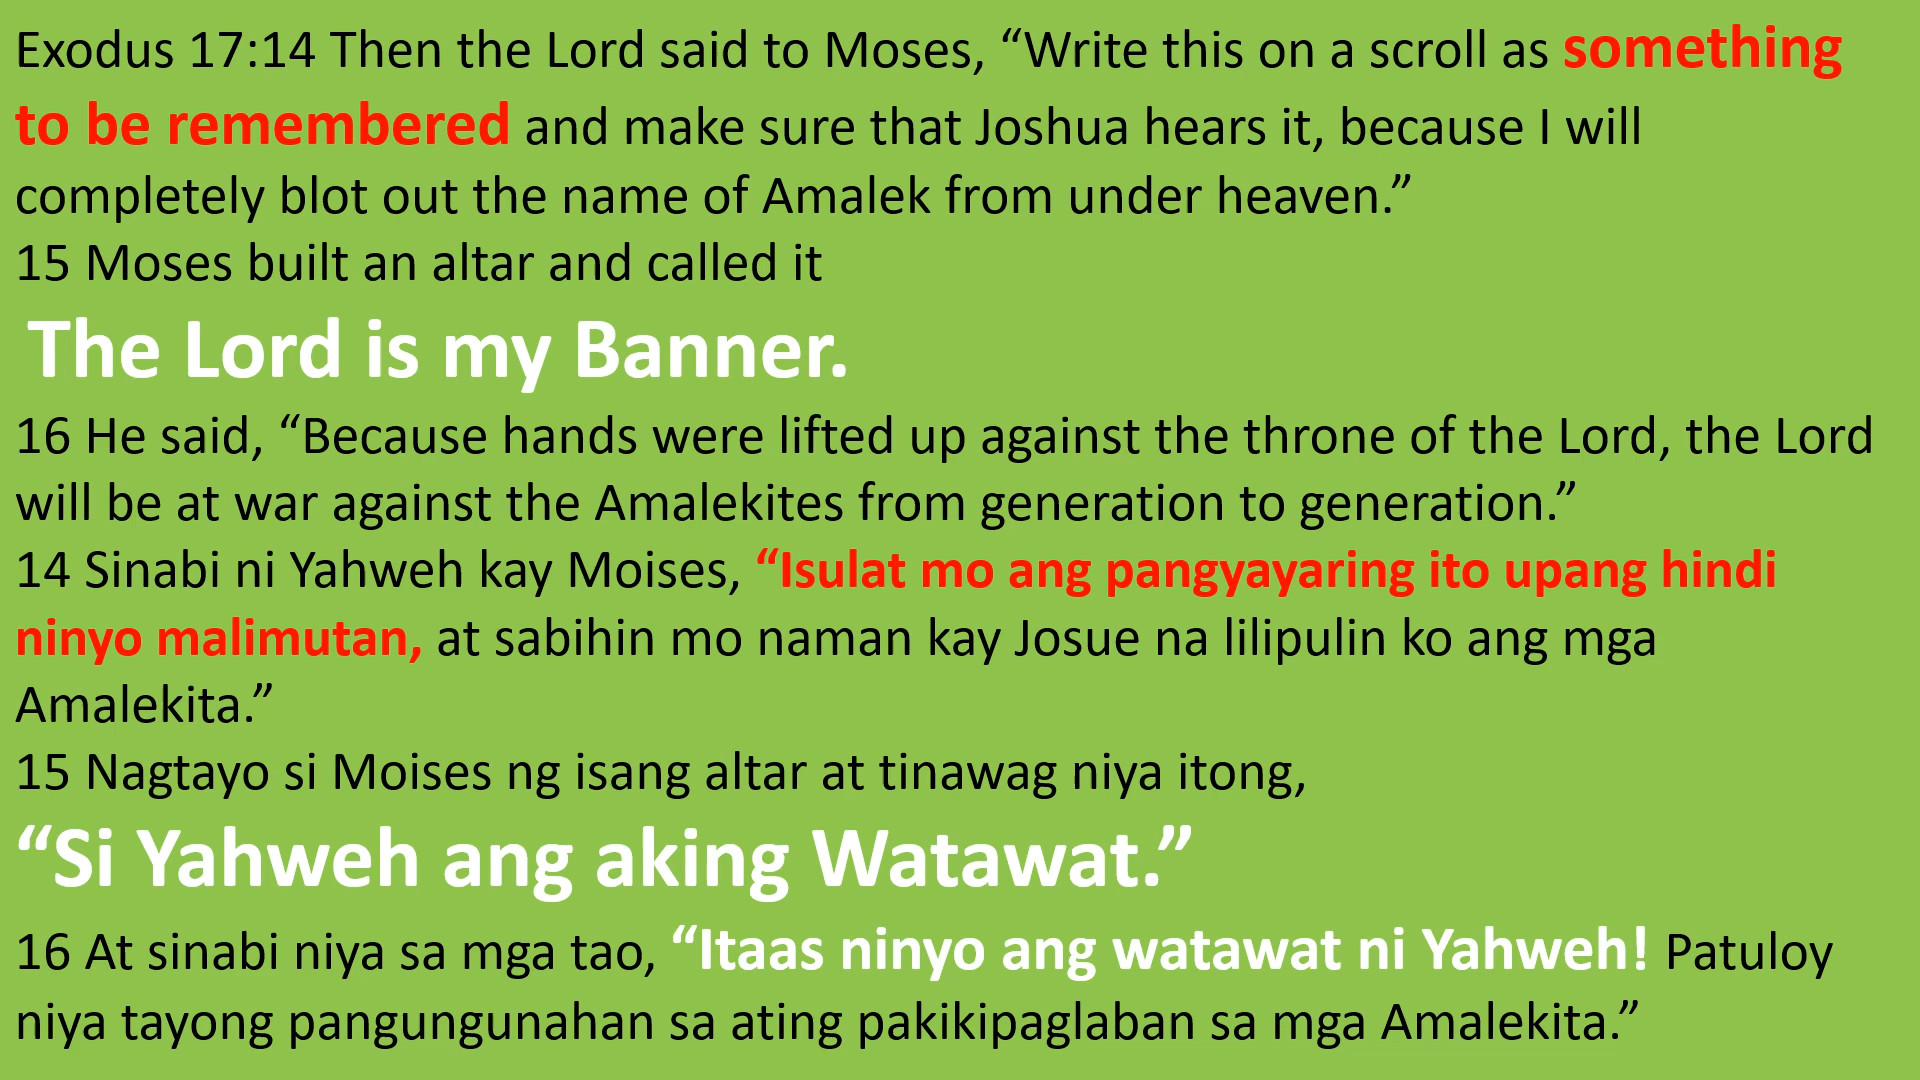 Exodus 17:14 Then the Lord said to Moses, “Write this on a scroll as something
to be remembered and make sure that Joshua hears it, because I will
completely blot out the name of Amalek from under heaven.”
15 Moses built an altar and called it
The Lord is my Banner.
16 He said, “Because hands were lifted up against the throne of the Lord, the Lord
will be at war against the Amalekites from generation to generation.”
14 Sinabi ni Yahweh kay Moises, “Isulat mo ang pangyayaring ito upang hindi
ninyo malimutan, at sabihin mo naman kay Josue na lilipulin ko ang mga
Amalekita.”
15 Nagtayo si Moises ng isang altar at tinawag niya itong,
“Si Yahweh ang aking Watawat.”
16 At sinabi niya sa mga tao, “Itaas ninyo ang watawat ni Yahweh! Patuloy
niya tayong pangungunahan sa ating pakikipaglaban sa mga Amalekita.”